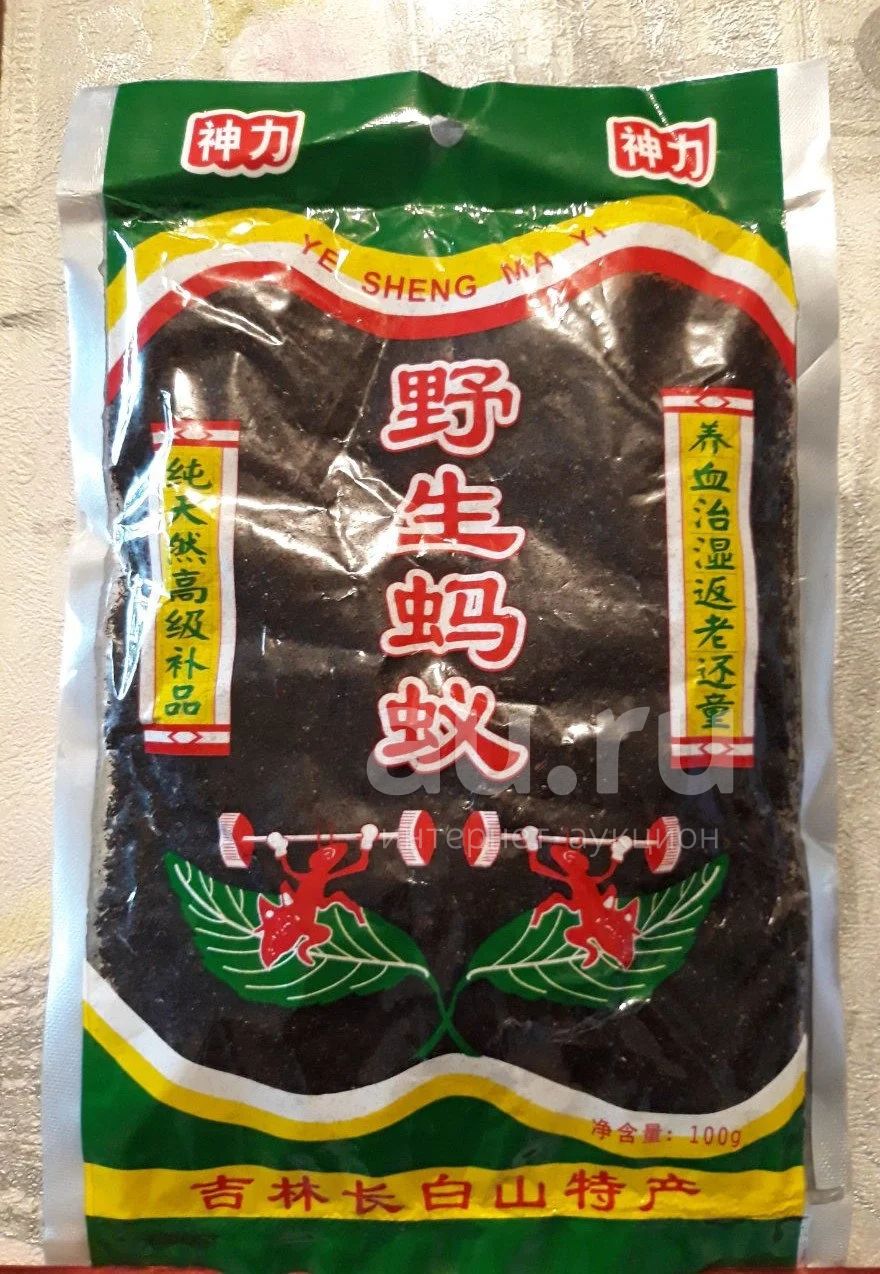 神力
神力
YE SHENG MA YI
野生蚂蚁
养血治湿返老还童
纯天然高级补品
au.ru
интернет-аукцион
净含量: 100g
吉林长白山特产